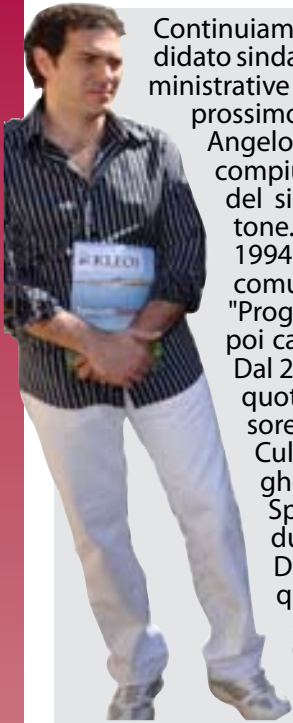 Continuiam
didato sinda
ministrative
prossimo
Angelo
compiu
del si
tone.
1994
comu
"Prog
poi ca
Dal 2
quot
sore
Cul
gh
Sp
du
D
q
KLEOS